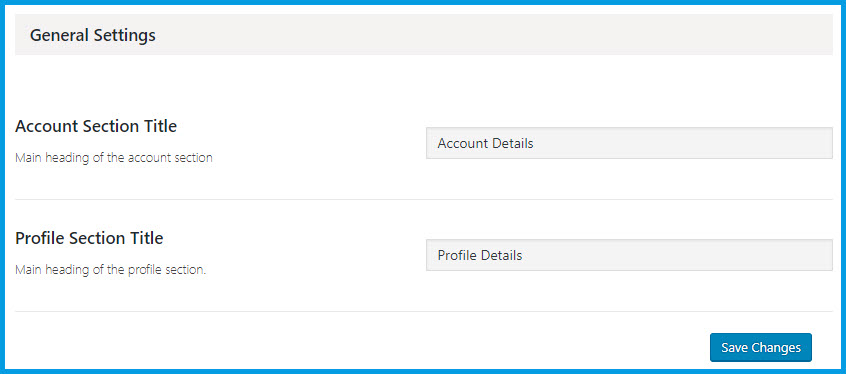 General Settings
Account Section Title
Account Details
Main heading of the account section
Profile Section Title
Profile Details
Main heading of the profile section.
Save Changes